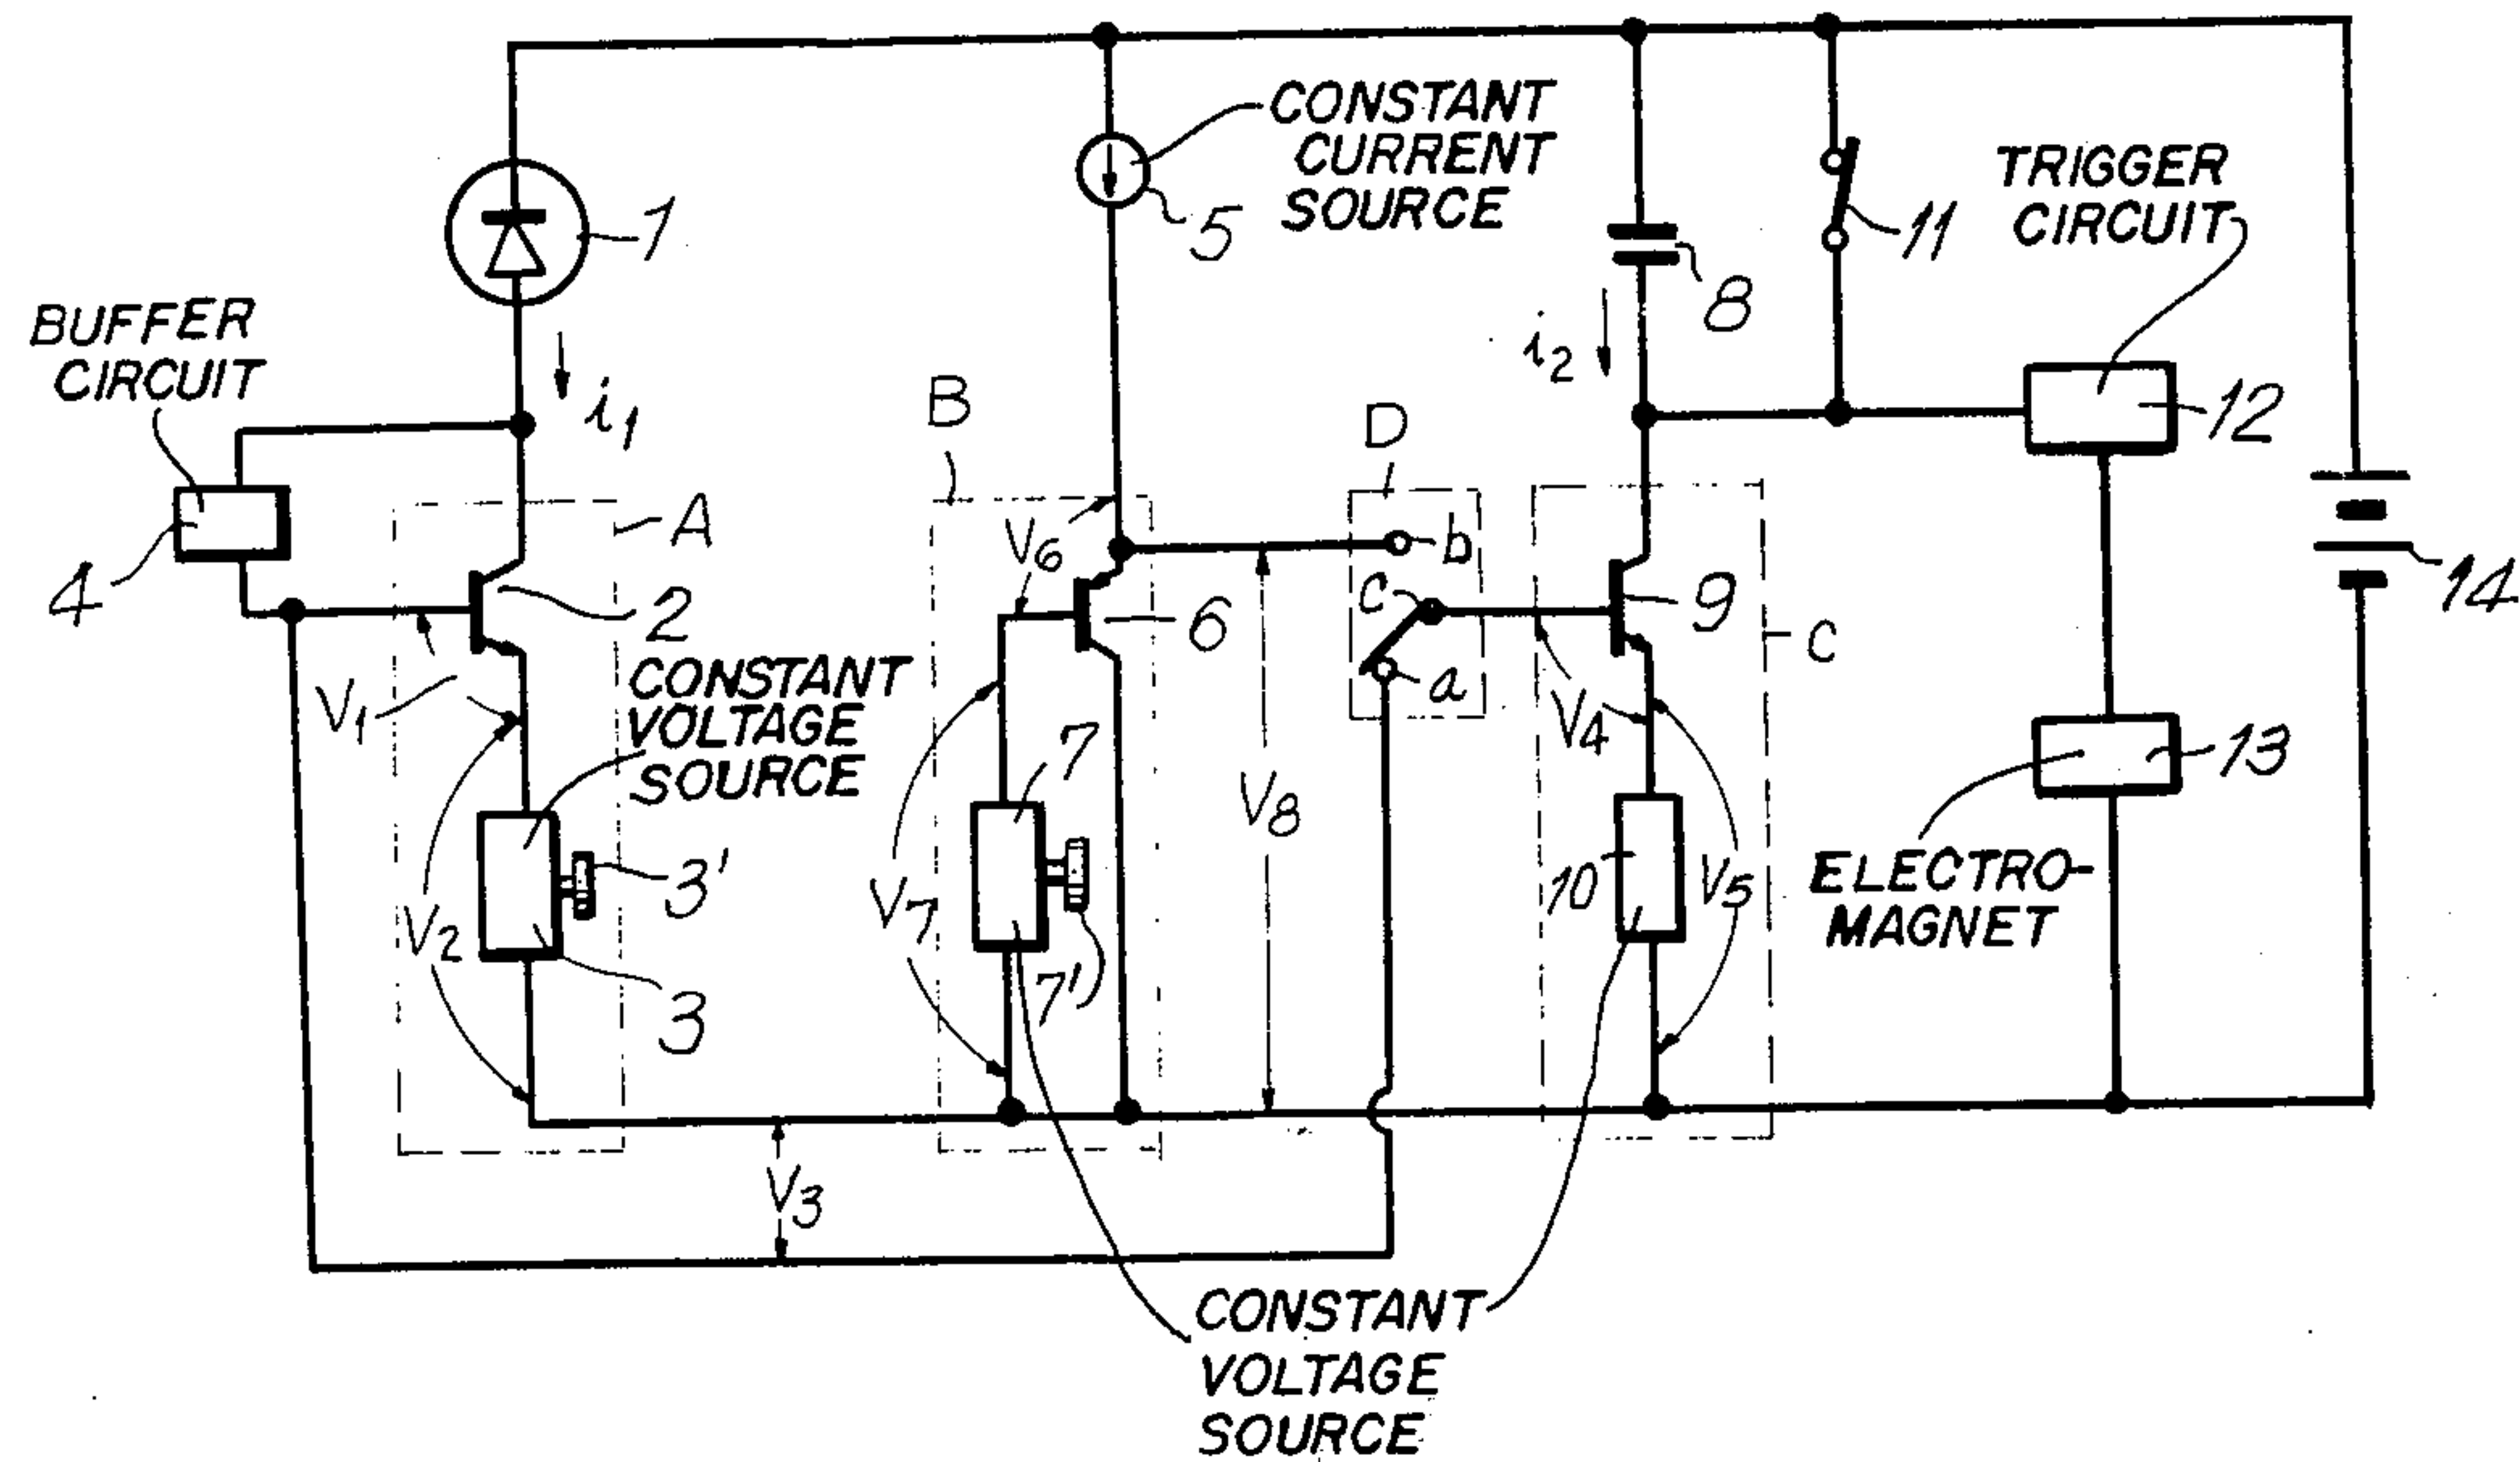 CONSTANT
CURRENT
SOURCE
5
1
TRIGGER
CIRCUIT
11
8
i2
BUFFER
CIRCUIT
i1
B
D
12
A
V6
b
4
2
6
c
9
C
14
a
V1
CONSTANT
VOLTAGE
SOURCE
V4
7
13
V8
3'
V7
10
V5
ELECTRO-
MAGNET
V2
7'
3
V3
CONSTANT
VOLTAGE
SOURCE